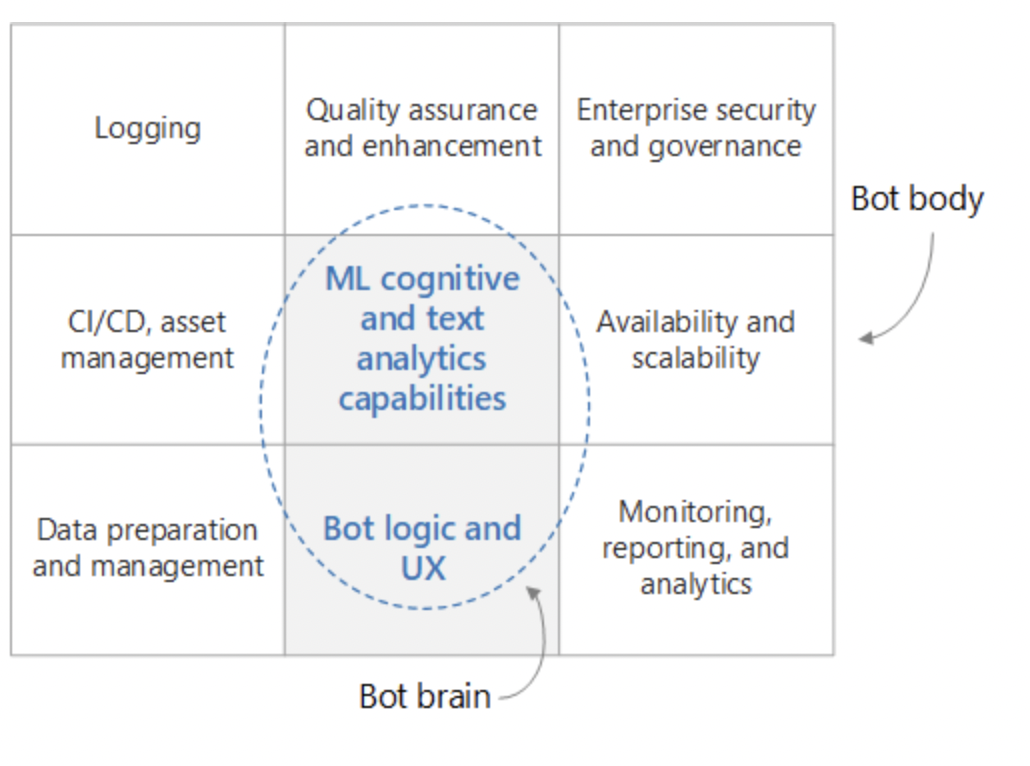 Logging
Quality assurance
and enhancement
Enterprise security
and governance
Bot body
CI/CD, asset
management
ML cognitive
and text
analytics
capabilities
Availability and
scalability
Data preparation
and management
Bot logic and
UX
Monitoring,
reporting, and
analytics
Bot brain